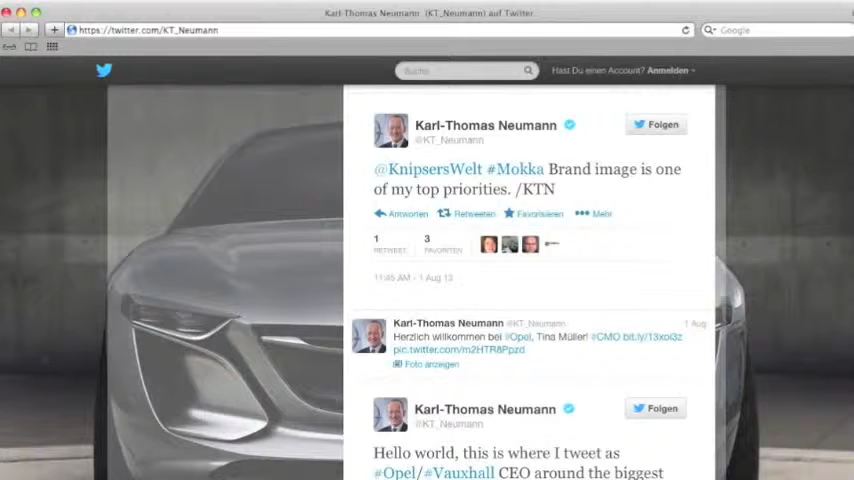 Karl-Thomas Neumann (KT_Neumann) auf Twitter
https://twitter.com/KT_Neumann
Google
Suche
Hast Du einen Account? Anmelden
Karl-Thomas Neumann
Folgen
@KT_Neumann
@KnipsersWelt #Mokka Brand image is one
of my top priorities. /KTN
Antworten Retweeten Favorisieren Mehr
1 3
RETWEET FAVORITEN
11:45 AM - 1 Aug 13
Karl-Thomas Neumann @KT_Neumann 1 Aug
Herzlich willkommen bei @Opel, Tina Müller! #CMO bit.ly/13xoi3z
pic.twitter.com/m2HTR8Ppzd
Foto anzeigen
Karl-Thomas Neumann
Folgen
@KT_Neumann
Hello world, this is where I tweet as
#Opel/#Vauxhall CEO around the biggest